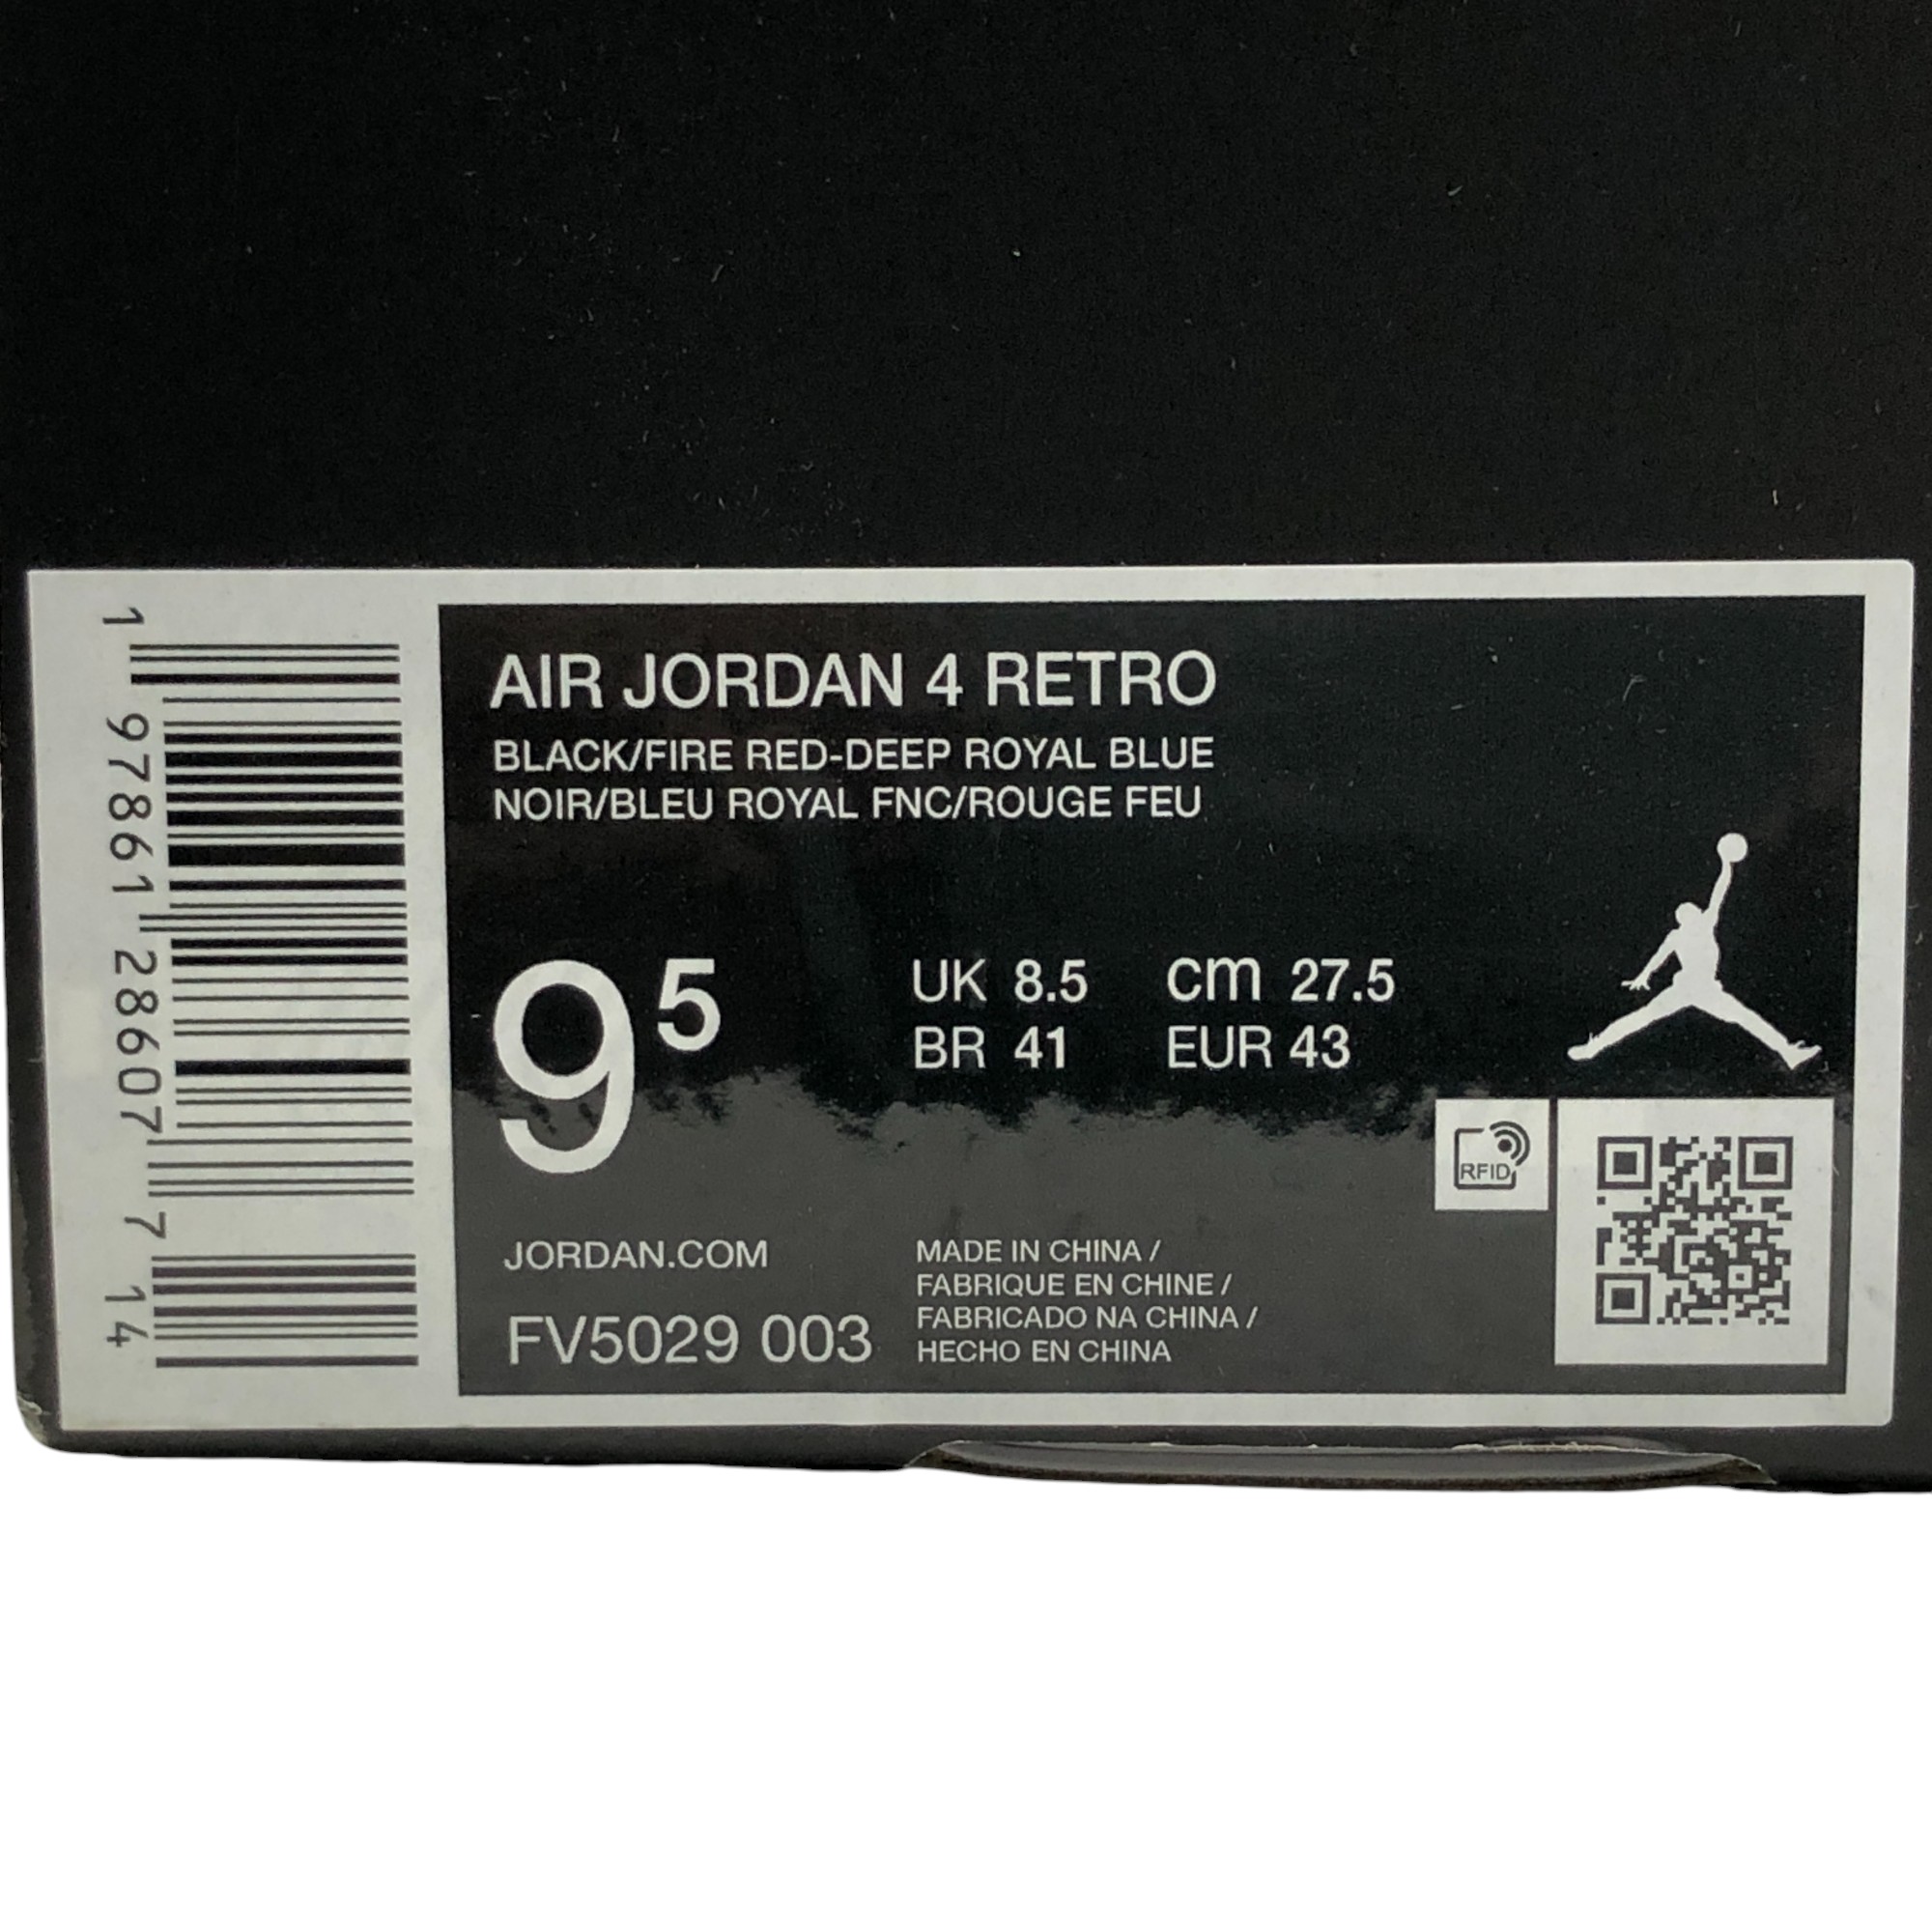 AIR JORDAN 4 RETRO
BLACK/FIRE RED-DEEP ROYAL BLUE
NOIR/BLEU ROYAL FNC/ROUGE FEU
9 5
UK 8.5 cm 27.5
BR 41 EUR 43
RFID
JORDAN.COM
FV5029 003
MADE IN CHINA /
FABRIQUE EN CHINE /
FABRICADO NA CHINA /
HECHO EN CHINA
1 97861 28607 7 14